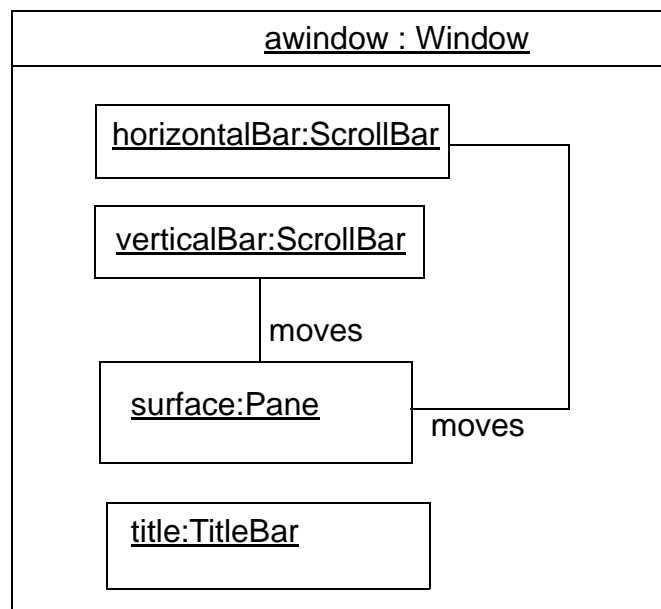 awindow : Window
horizontalBar:ScrollBar
verticalBar:ScrollBar
moves
surface:Pane
moves
title:TitleBar